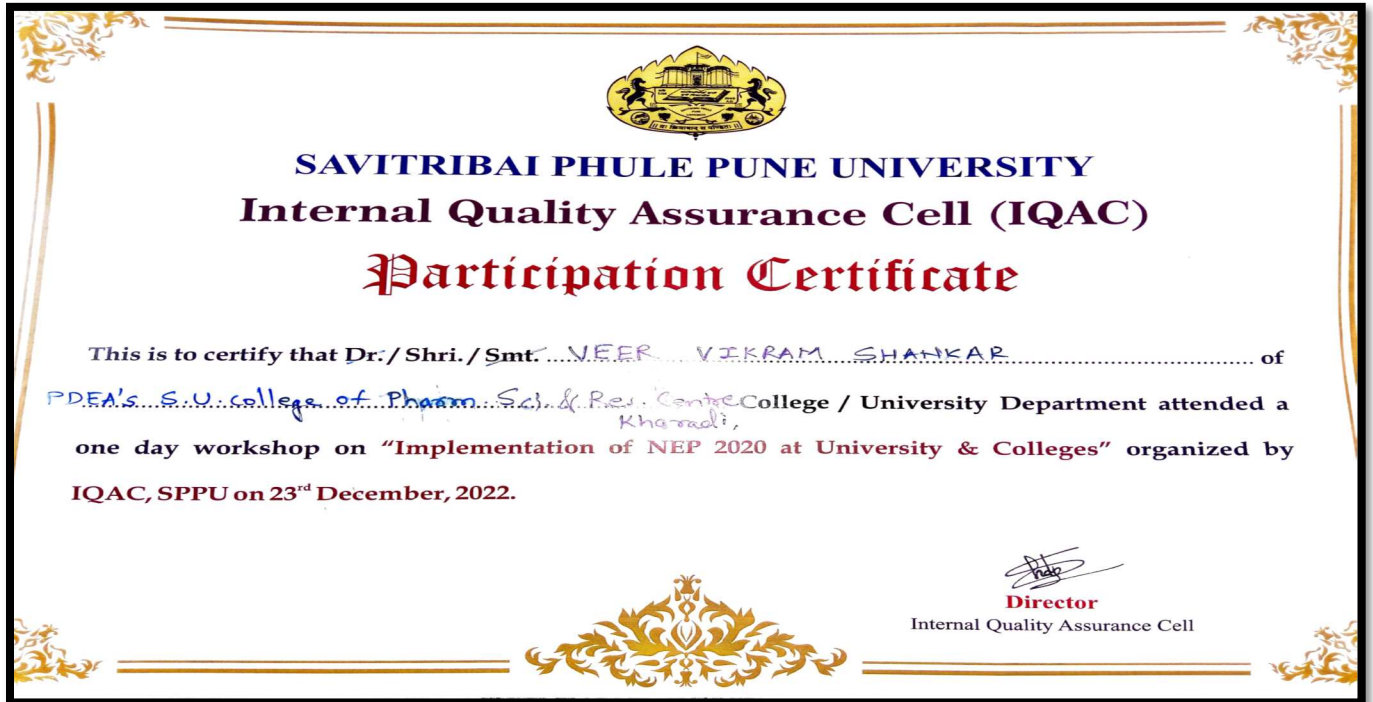 || यः क्रियावान् स पण्डितः ||
SAVITRIBAI PHULE PUNE UNIVERSITY
Internal Quality Assurance Cell (IQAC)
Participation Certificate
This is to certify that Dr./ Shri./ Smt. VEER VIKRAM SHANKAR of
PDEA's S.U. college of Pharm. Sci. & Res. Centre College / University Department attended a
Kharadi,
one day workshop on “Implementation of NEP 2020 at University & Colleges” organized by
IQAC, SPPU on 23rd December, 2022.
Director
Internal Quality Assurance Cell